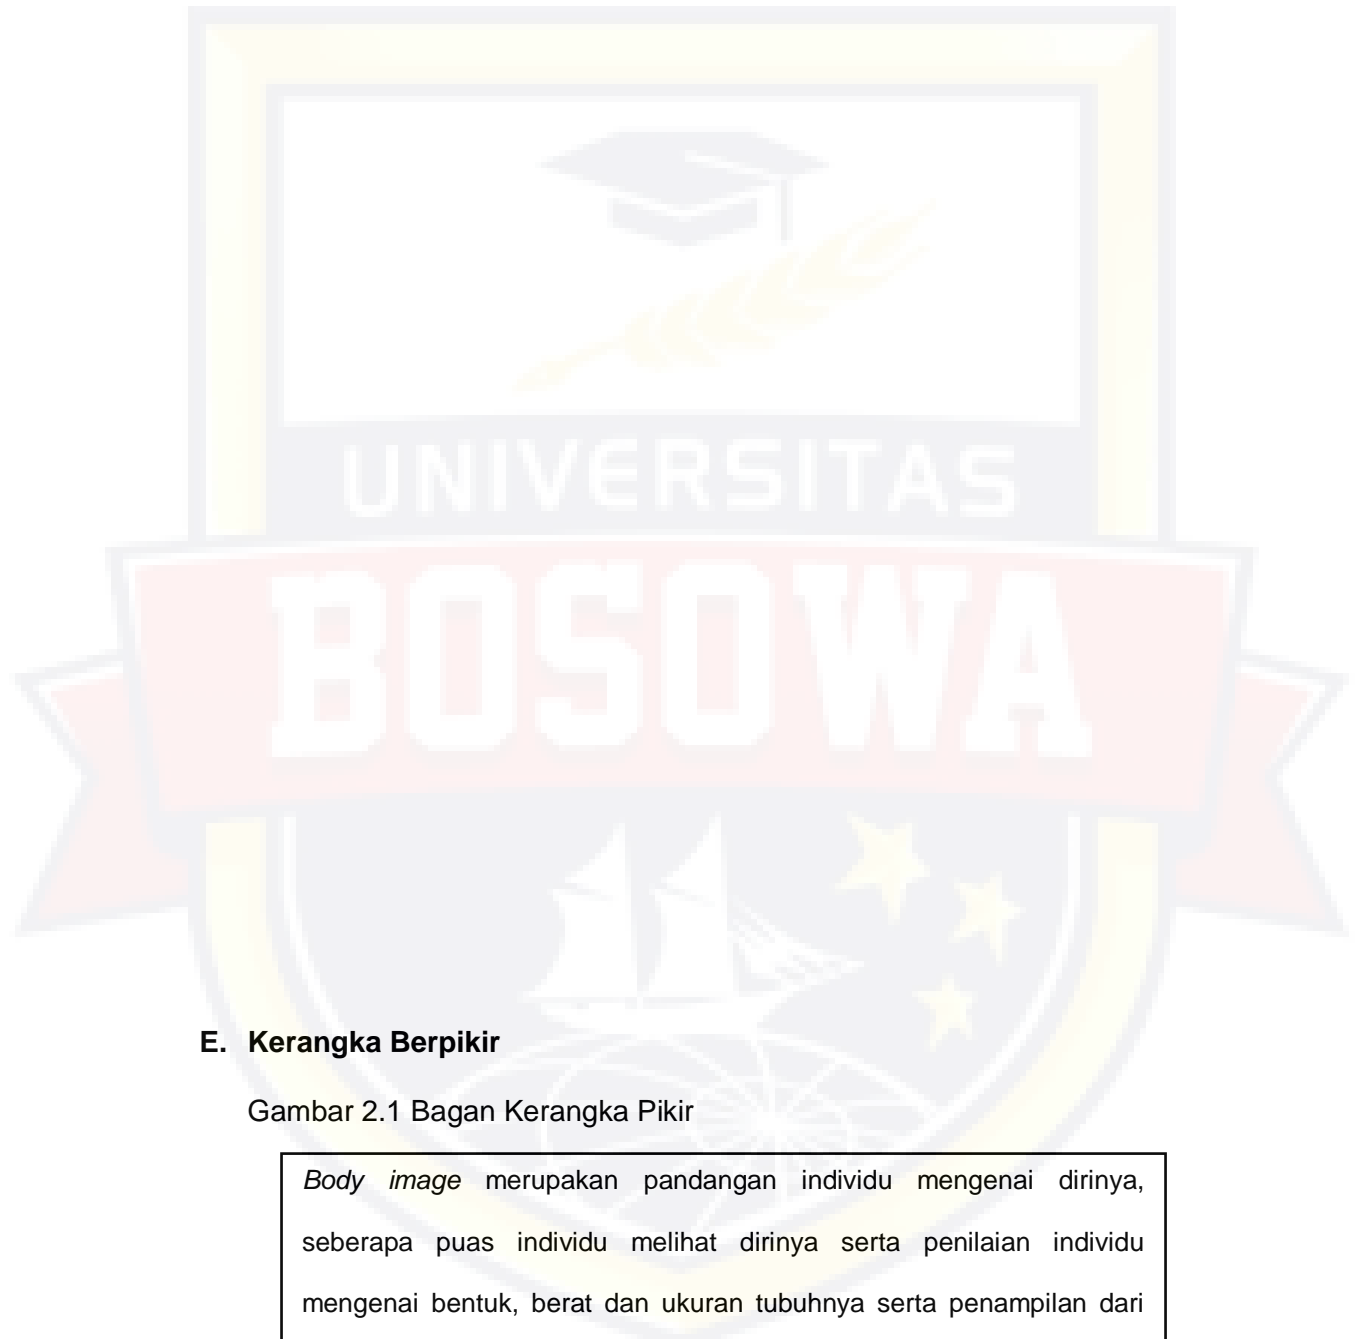 UNIVERSITAS
BOSOWA
E. Kerangka Berpikir
Gambar 2.1 Bagan Kerangka Pikir
Body image merupakan pandangan individu mengenai dirinya,
seberapa puas individu melihat dirinya serta penilaian individu
mengenai bentuk, berat dan ukuran tubuhnya serta penampilan dari